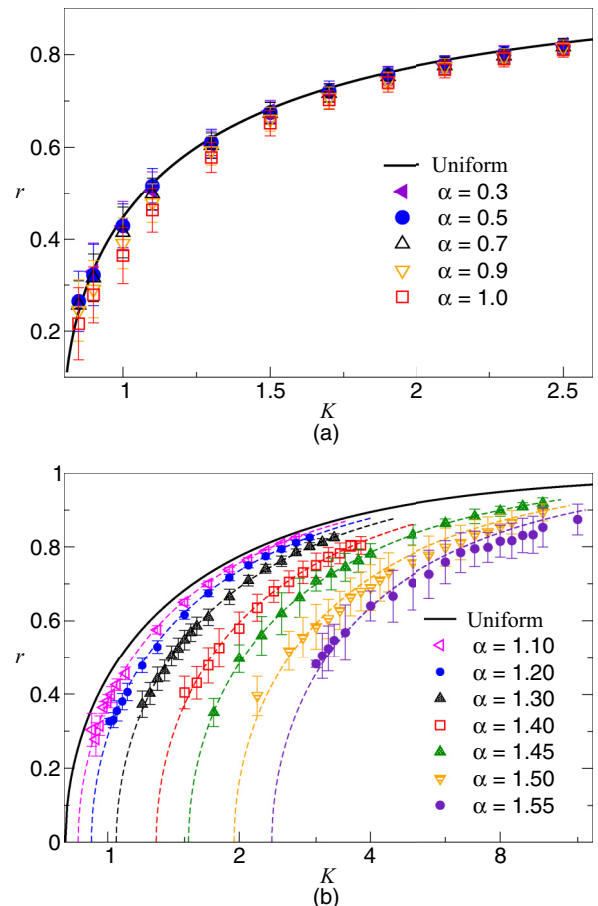 0.8
0.6
r
0.4
0.2
Uniform
α = 0.3
α = 0.5
α = 0.7
α = 0.9
α = 1.0
1
1.5
2
2.5
K
(a)
1
0.8
0.6
r
0.4
0.2
0
Uniform
α = 1.10
α = 1.20
α = 1.30
α = 1.40
α = 1.45
α = 1.50
α = 1.55
1
2
4
8
K
(b)